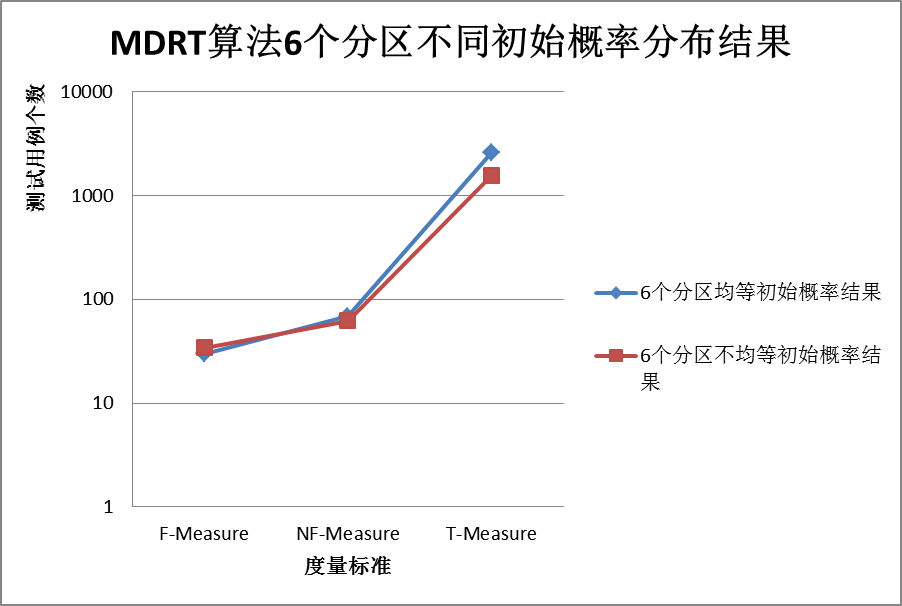 MDRT算法6个分区不同初始概率分布结果
测试用例个数
10000
1000
100
10
1
F-Measure
NF-Measure
T-Measure
度量标准
6个分区均等初始概率结果
6个分区不均等初始概率结
果